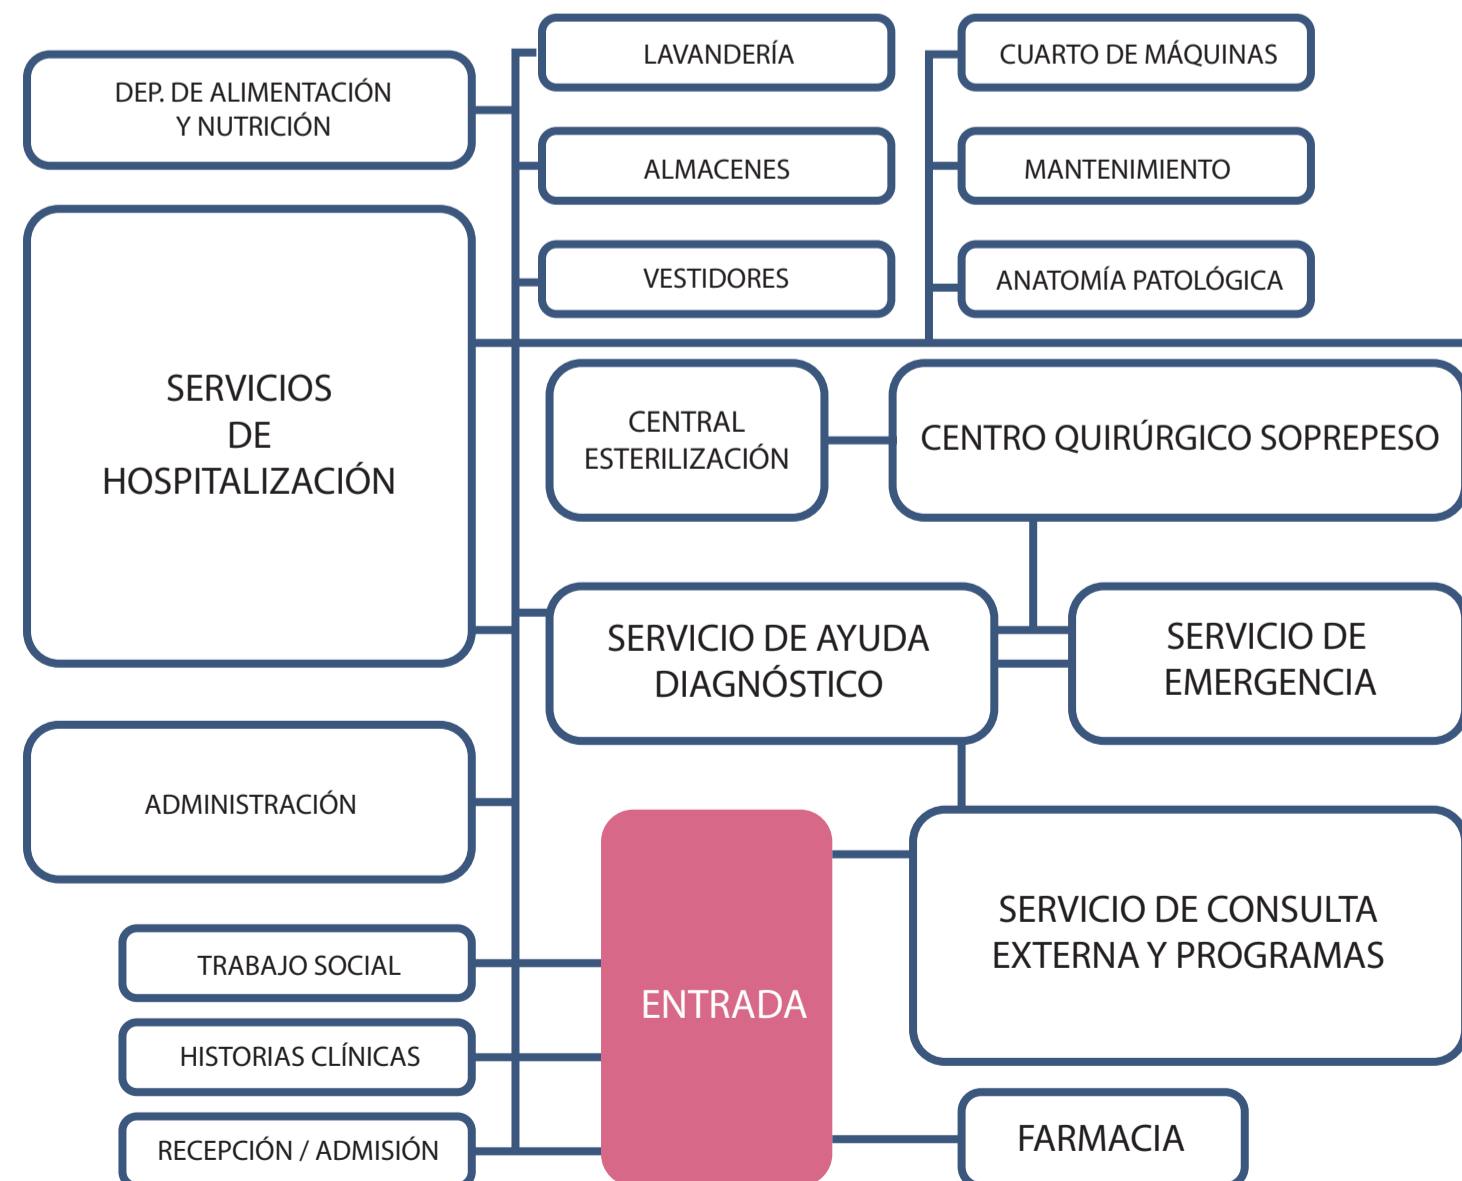 DEP. DE ALIMENTACIÓN
Y NUTRICIÓN
LAVANDERÍA
CUARTO DE MÁQUINAS
ALMACENES
MANTENIMIENTO
VESTIDORES
ANATOMÍA PATOLÓGICA
SERVICIOS
DE
HOSPITALIZACIÓN
CENTRAL
ESTERILIZACIÓN
CENTRO QUIRÚRGICO SOPREPESO
SERVICIO DE AYUDA
DIAGNÓSTICO
SERVICIO DE
EMERGENCIA
ADMINISTRACIÓN
TRABAJO SOCIAL
HISTORIAS CLÍNICAS
RECEPCIÓN / ADMISIÓN
ENTRADA
SERVICIO DE CONSULTA
EXTERNA Y PROGRAMAS
FARMACIA